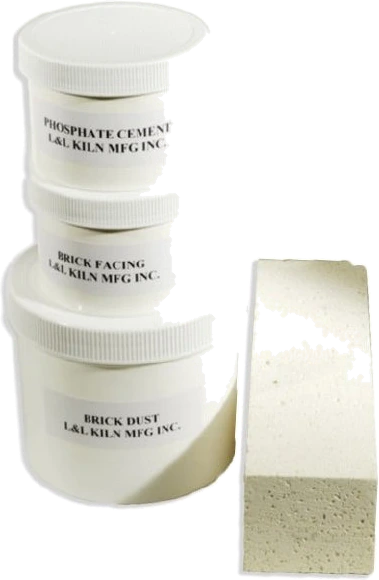 PHOSPHATE CEMENT
L&L KILN MFG INC.
BRICK FACING
L&L KILN MFG INC.
BRICK DUST
L&L KILN MFG INC.